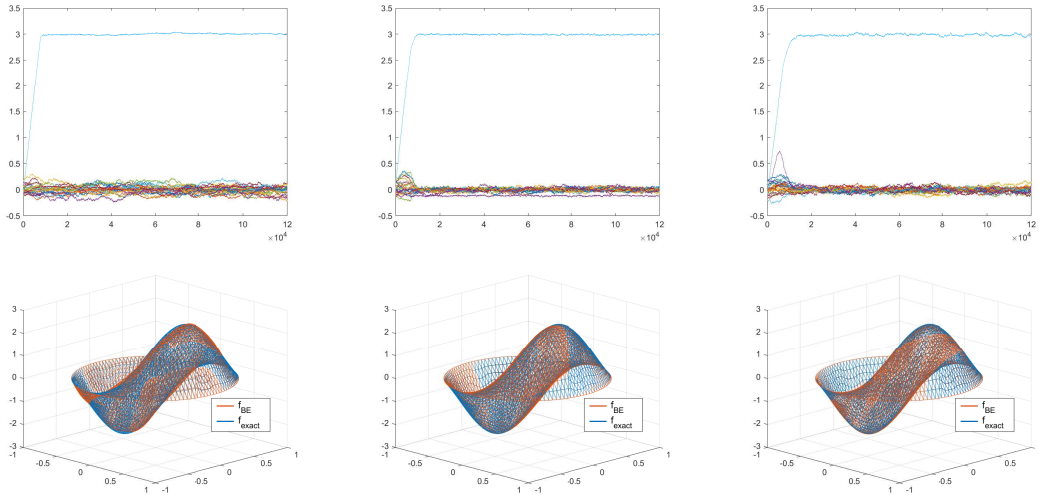 3.5 3.5 3.5
3 3 3
2.5 2.5 2.5
2 2 2
1.5 1.5 1.5
1 1 1
0.5 0.5 0.5
0 0 0
-0.5 -0.5 -0.5
0 2 4 6 8 10 12 0 2 4 6 8 10 12 0 2 4 6 8 10 12
×10^4 ×10^4 ×10^4
3 3 3
2 2 2
1 1 1
0 0 0
-1 -1 -1
f_BE f_BE f_BE
-2 -2 -2
f_exact f_exact f_exact
-3 -3 -3
-1 1 -1 1 -1 1
-0.5 0.5 -0.5 0.5 -0.5 0.5
0 0 0 0 0 0
0.5 -0.5 0.5 -0.5 0.5 -0.5
1 -1 1 -1 1 -1